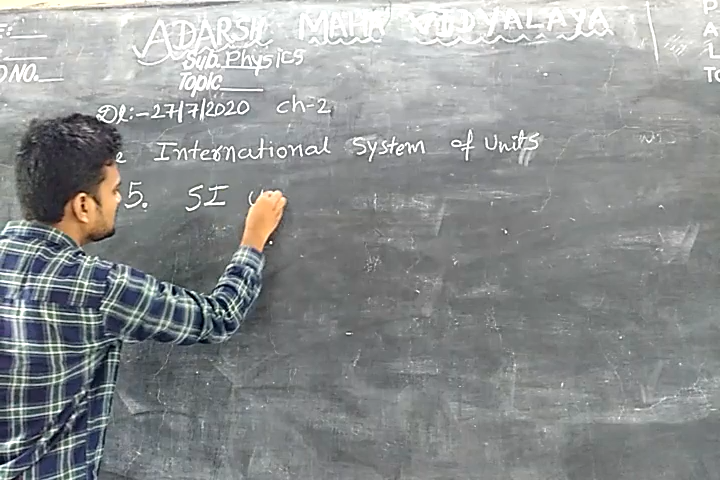 ADARSH MAHA VIDYALAYA
Sub. Physics
Topic
O NO.
Dt:-27/7/2020 ch-2
e International System of Units
5. SI u
P
A
L
To